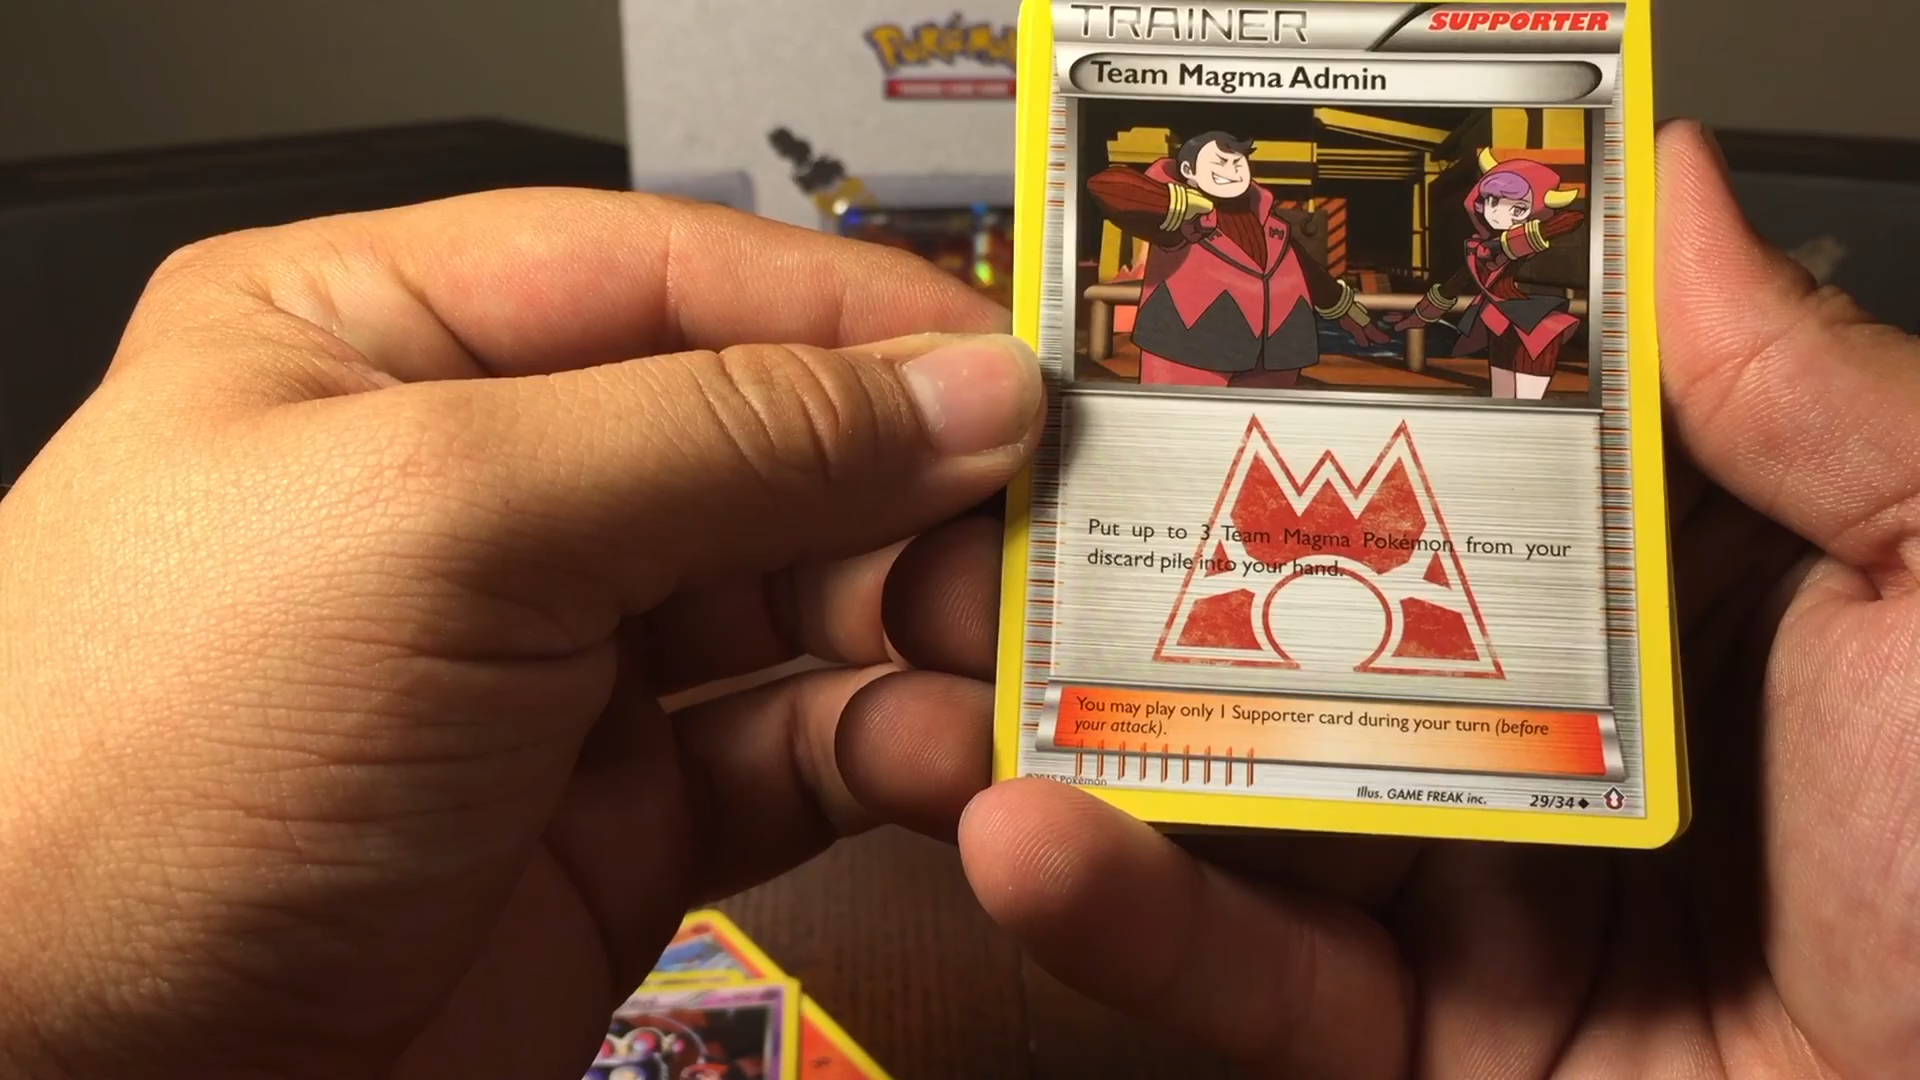 Pokémon
TRAINER
SUPPORTER
Team Magma Admin
Put up to 3 Team Magma Pokémon from your
discard pile into your hand.
You may play only 1 Supporter card during your turn (before
your attack).
©2015 Pokémon
Illus. GAME FREAK inc.
29/34